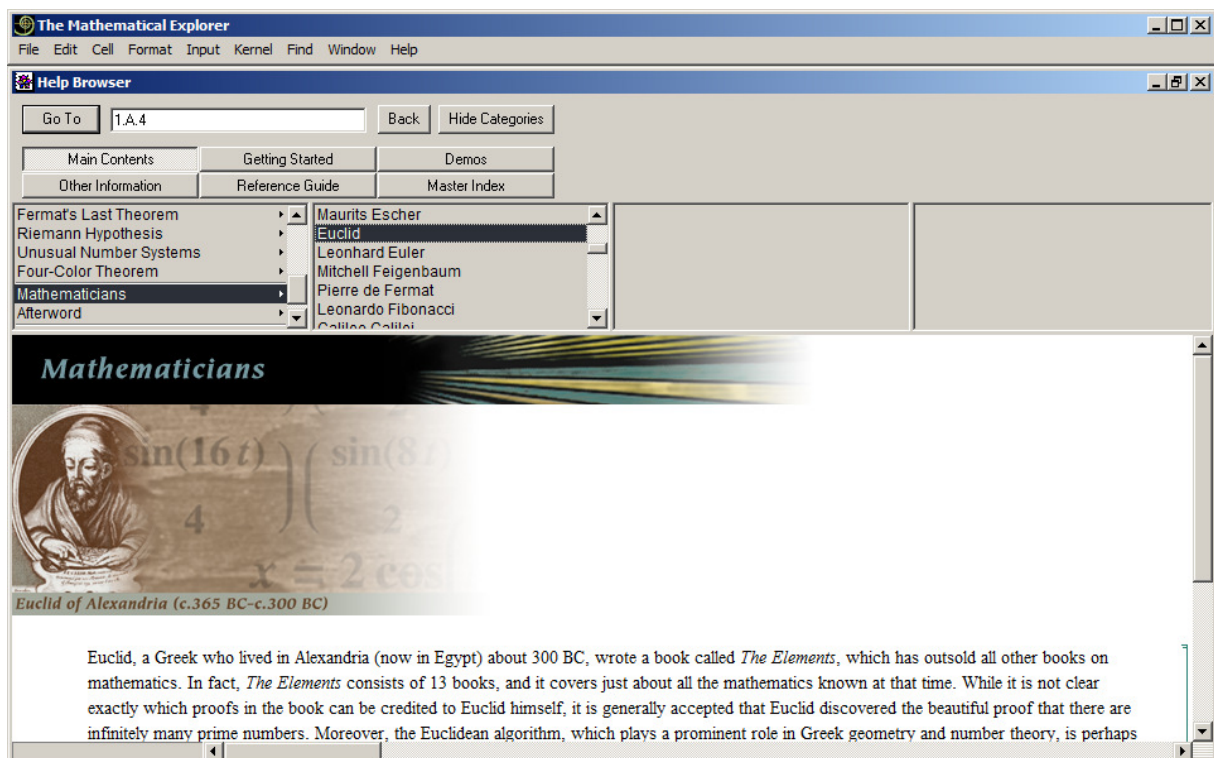 The Mathematical Explorer
File Edit Cell Format Input Kernel Find Window Help
Help Browser
Go To 1.A.4 Back Hide Categories
Main Contents Getting Started Demos
Other Information Reference Guide Master Index
Fermat's Last Theorem
Riemann Hypothesis
Unusual Number Systems
Four-Color Theorem
Mathematicians
Afterword
Maurits Escher
Euclid
Leonhard Euler
Mitchell Feigenbaum
Pierre de Fermat
Leonardo Fibonacci
Galileo Galilei
Mathematicians
4 2
sin(16 t) sin(8 t)
4 2
x = 2 cos
Euclid of Alexandria (c.365 BC-c.300 BC)
Euclid, a Greek who lived in Alexandria (now in Egypt) about 300 BC, wrote a book called The Elements, which has outsold all other books on
mathematics. In fact, The Elements consists of 13 books, and it covers just about all the mathematics known at that time. While it is not clear
exactly which proofs in the book can be credited to Euclid himself, it is generally accepted that Euclid discovered the beautiful proof that there are
infinitely many prime numbers. Moreover, the Euclidean algorithm, which plays a prominent role in Greek geometry and number theory, is perhaps